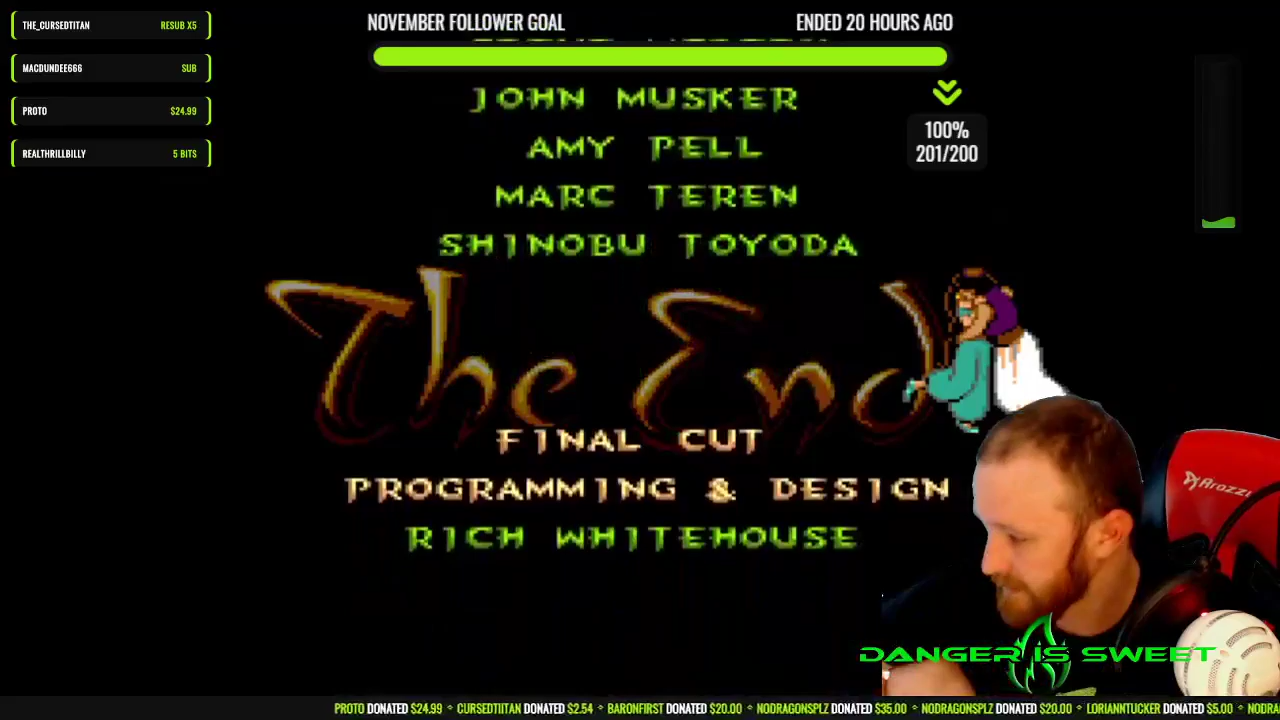 THE_CURSEDTITAN RESUB X5
MACDUNDEE666 SUB
PROTO $24.99
REALTHRILLBILLY 5 BITS
NOVEMBER FOLLOWER GOAL ENDED 20 HOURS AGO
100%
201/200
JOHN MUSKER
AMY PELL
MARC TEREN
SHINOBU TOYODA
The End
FINAL CUT
PROGRAMMING & DESIGN
RICH WHITEHOUSE
Arozzi
DANGER IS SWEET
PROTO DONATED $24.99 CURSEDTITAN DONATED $2.54 BARONFIRST DONATED $20.00 NODRAGONSPLZ DONATED $35.00 NODRAGONSPLZ DONATED $20.00 LORIANNTUCKER DONATED $5.00 NODRA